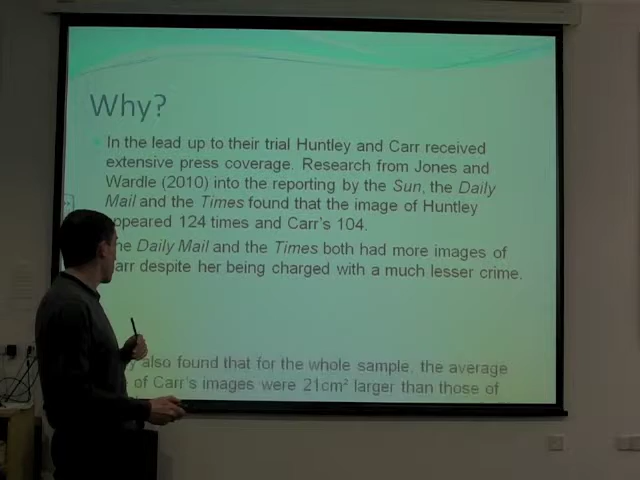 Why?
In the lead up to their trial Huntley and Carr received
extensive press coverage. Research from Jones and
Wardle (2010) into the reporting by the Sun, the Daily
Mail and the Times found that the image of Huntley
appeared 124 times and Carr's 104.
The Daily Mail and the Times both had more images of
Carr despite her being charged with a much lesser crime.
also found that for the whole sample, the average
of Carr's images were 21cm² larger than those of